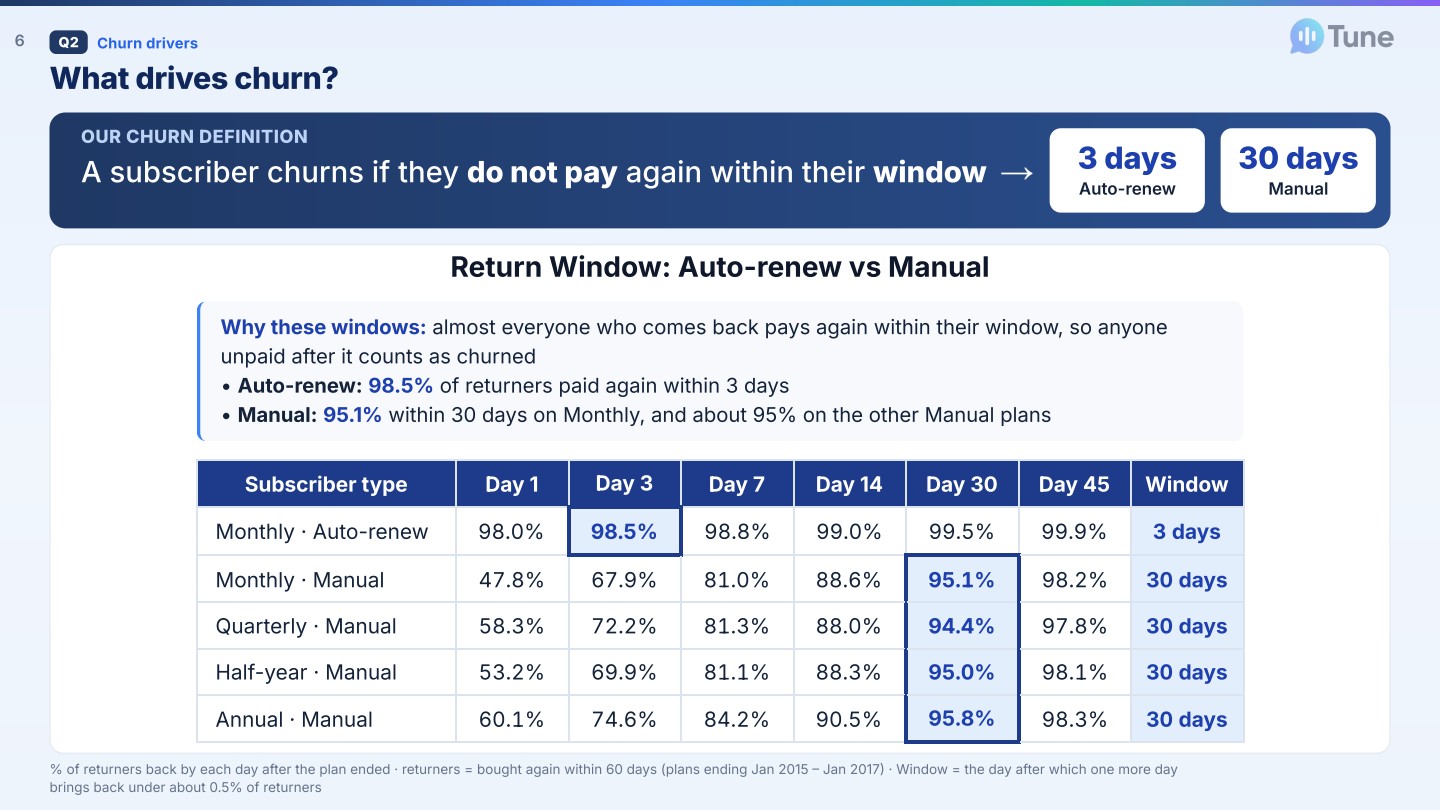 6
Q2 Churn drivers
Tune
What drives churn?
OUR CHURN DEFINITION
A subscriber churns if they do not pay again within their window →
3 days
Auto-renew
30 days
Manual
Return Window: Auto-renew vs Manual
Why these windows: almost everyone who comes back pays again within their window, so anyone
unpaid after it counts as churned
• Auto-renew: 98.5% of returners paid again within 3 days
• Manual: 95.1% within 30 days on Monthly, and about 95% on the other Manual plans
Subscriber type Day 1 Day 3 Day 7 Day 14 Day 30 Day 45 Window
Monthly · Auto-renew 98.0% 98.5% 98.8% 99.0% 99.5% 99.9% 3 days
Monthly · Manual 47.8% 67.9% 81.0% 88.6% 95.1% 98.2% 30 days
Quarterly · Manual 58.3% 72.2% 81.3% 88.0% 94.4% 97.8% 30 days
Half-year · Manual 53.2% 69.9% 81.1% 88.3% 95.0% 98.1% 30 days
Annual · Manual 60.1% 74.6% 84.2% 90.5% 95.8% 98.3% 30 days
% of returners back by each day after the plan ended · returners = bought again within 60 days (plans ending Jan 2015 – Jan 2017) · Window = the day after which one more day
brings back under about 0.5% of returners